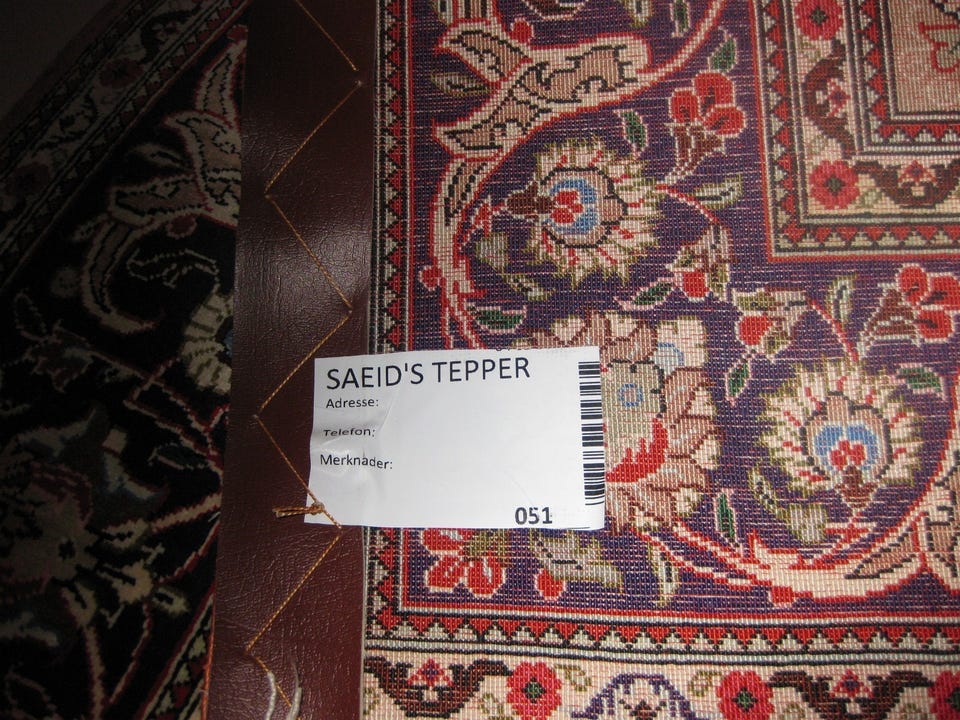 SAEID'S TEPPER
Adresse:
Telefon:
Merknader:
051